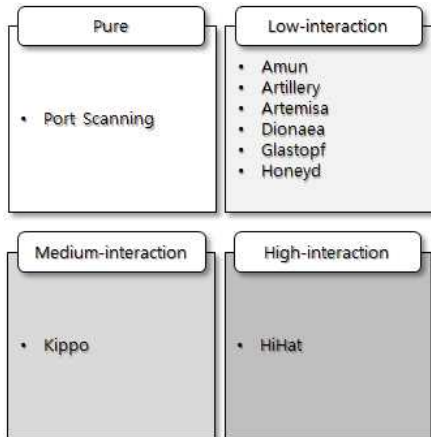 Pure
• Port Scanning
Low-interaction
• Amun
• Artillery
• Artemisa
• Dionaea
• Glastopf
• Honeyd
Medium-interaction
• Kippo
High-interaction
• HiHat